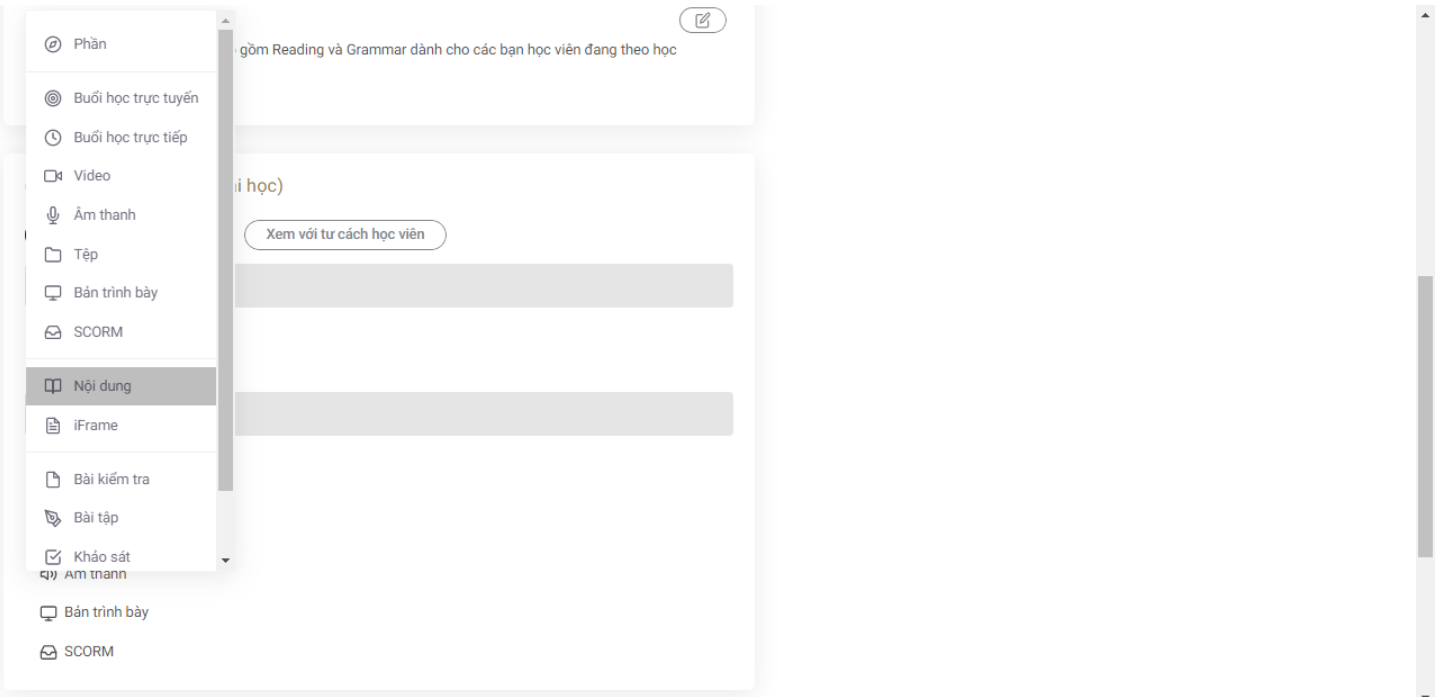 Phần
gồm Reading và Grammar dành cho các bạn học viên đang theo học
Buổi học trực tuyến
Buổi học trực tiếp
Video
học)
Âm thanh
Xem với tư cách học viên
Tệp
Bản trình bày
SCORM
Nội dung
iFrame
Bài kiểm tra
Bài tập
Khảo sát
Âm thanh
Bản trình bày
SCORM